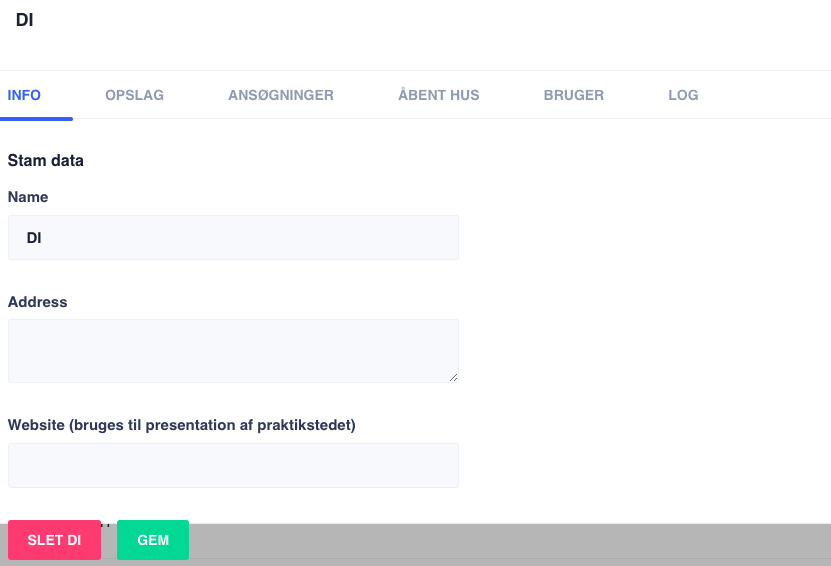 DI
INFO OPSLAG ANSØGNINGER ÅBENT HUS BRUGER LOG
Stam data
Name
DI
Address
Website (bruges til presentation af praktikstedet)
SLET DI GEM